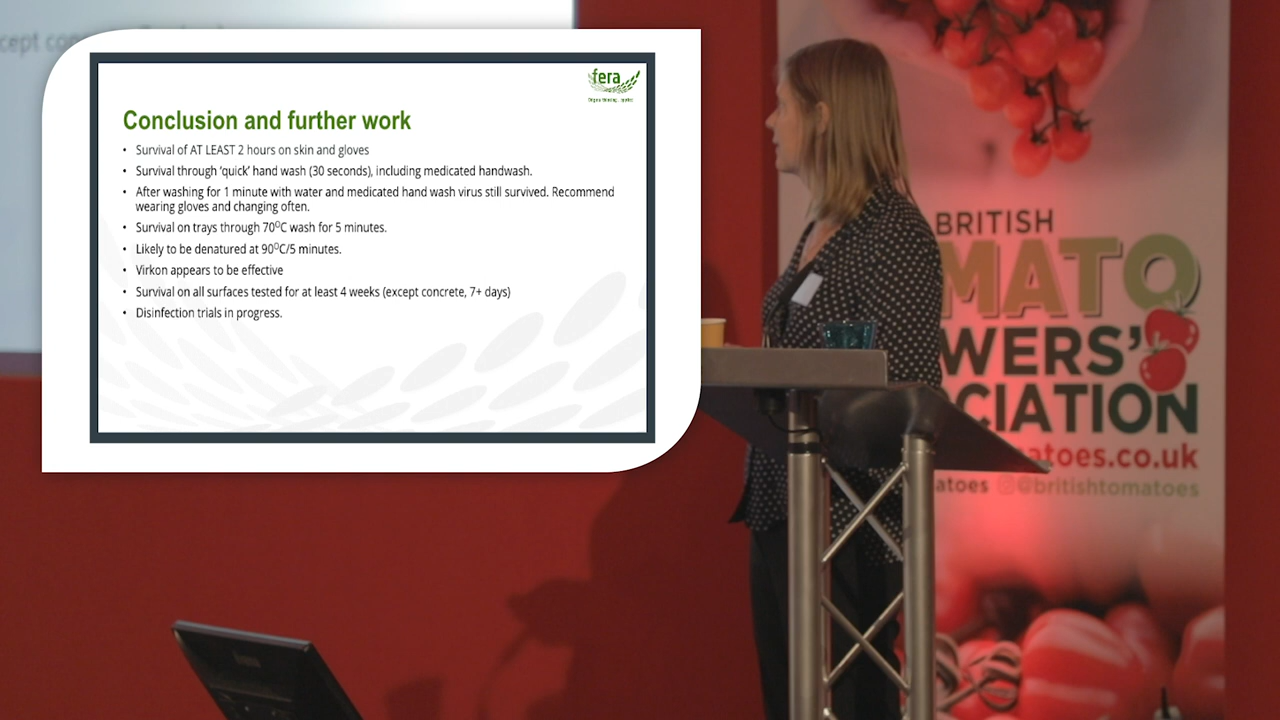 cept con
fera
Conclusion and further work
• Survival of AT LEAST 2 hours on skin and gloves
• Survival through ‘quick’ hand wash (30 seconds), including medicated handwash.
• After washing for 1 minute with water and medicated hand wash virus still survived. Recommend
wearing gloves and changing often.
• Survival on trays through 70⁰C wash for 5 minutes.
• Likely to be denatured at 90⁰C/5 minutes.
• Virkon appears to be effective
• Survival on all surfaces tested for at least 4 weeks (except concrete, 7+ days)
• Disinfection trials in progress.
BRITISH
MATO
WERS’
CIATION
matoes.co.uk
atoes @britishtomatoes